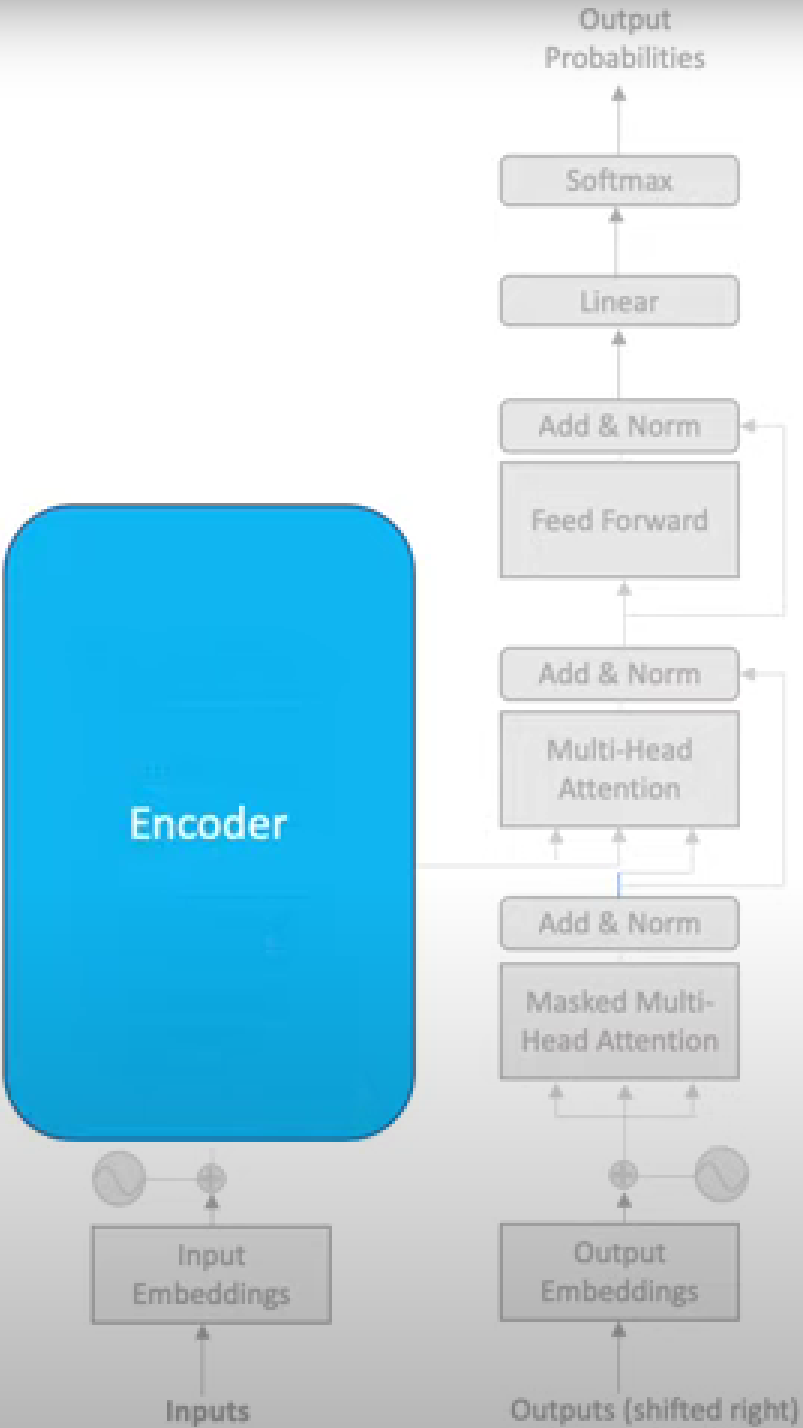 Output
Probabilities
Softmax
Linear
Add & Norm
Feed Forward
Add & Norm
Multi-Head
Attention
Encoder
Add & Norm
Masked Multi-
Head Attention
Input
Embeddings
Output
Embeddings
Inputs
Outputs (shifted right)